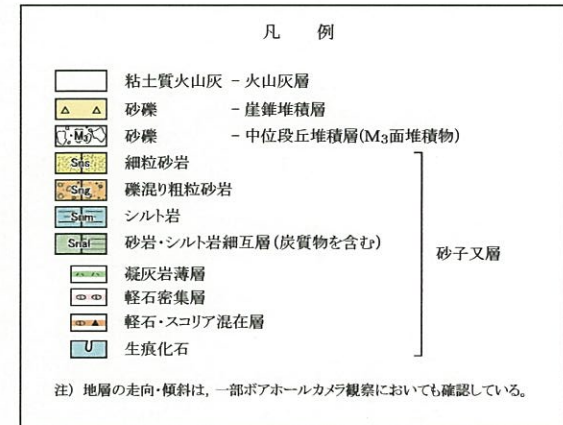 凡 例
粘土質火山灰 - 火山灰層
砂礫 - 崖錐堆積層
M3 砂礫 - 中位段丘堆積層(M3面堆積物)
Sns 細粒砂岩
Sng 礫混り粗粒砂岩
Snm シルト岩
Snal 砂岩・シルト岩細互層(炭質物を含む)
砂子又層
凝灰岩薄層
軽石密集層
軽石・スコリア混在層
生痕化石
注) 地層の走向・傾斜は, 一部ボアホールカメラ観察においても確認している。